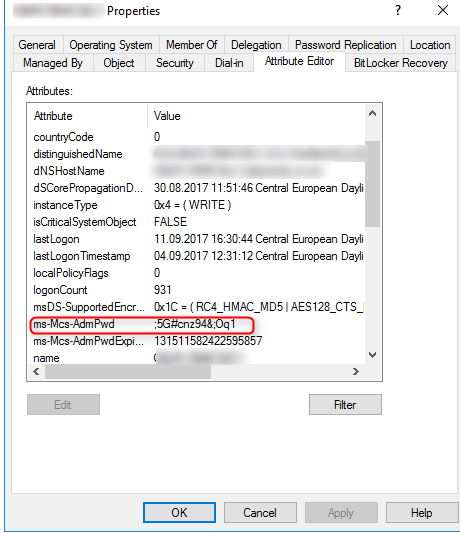 Properties
?
General Operating System Member Of Delegation Password Replication Location
Managed By Object Security Dial-in Attribute Editor BitLocker Recovery
Attributes:
Attribute Value
countryCode 0
distinguishedName
dNSHostName
dSCorePropagationD... 30.08.2017 11:51:46 Central European Dayli
instanceType 0x4 = ( WRITE )
isCriticalSystemObject FALSE
lastLogon 11.09.2017 16:30:44 Central European Dayli
lastLogonTimestamp 04.09.2017 12:31:12 Central European Dayli
localPolicyFlags 0
logonCount 931
msDS-SupportedEncr... 0x1C = ( RC4_HMAC_MD5 | AES128_CTS_
ms-Mcs-AdmPwd ;5G#cnz94&;Oq1
ms-Mcs-AdmPwdExpi... 131511582422595857
name
Edit Filter
OK Cancel Apply Help